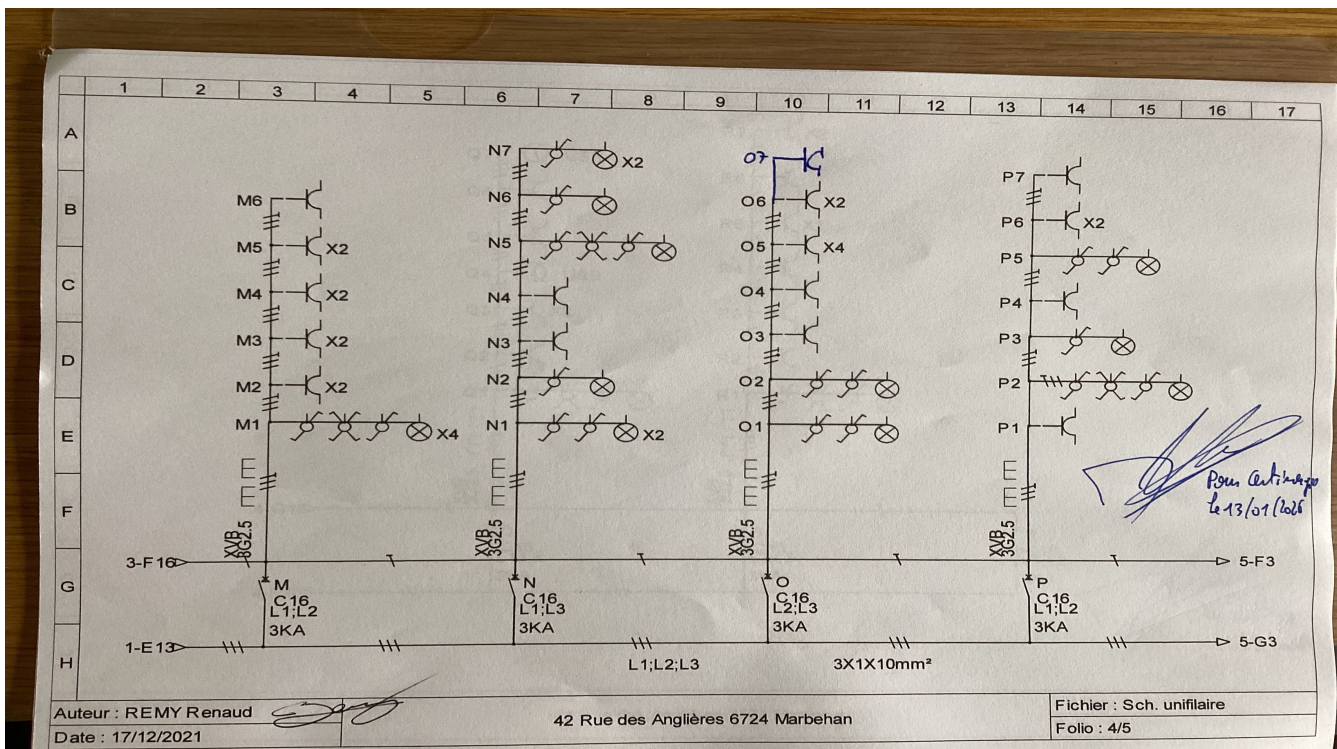 1 2 3 4 5 6 7 8 9 10 11 12 13 14 15 16 17
A
B
C
D
E
F
G
H
M6
M5 X2
M4 X2
M3 X2
M2 X2
M1 X4
N7 X2
N6
N5
N4
N3
N2
N1 X2
O7
O6 X2
O5 X4
O4
O3
O2
O1
P7
P6 X2
P5
P4
P3
P2
P1
XVB
3G2.5
XVB
3G2.5
XVB
3G2.5
XVB
3G2.5
Pour
le 13/01/2026
3-F16 5-F3
M
C 16
L1;L2
3KA
N
C 16
L1;L3
3KA
O
C 16
L2;L3
3KA
P
C 16
L1;L2
3KA
1-E13 5-G3
L1;L2;L3 3X1X10mm²
Auteur : REMY Renaud
Date : 17/12/2021
42 Rue des Anglières 6724 Marbehan
Fichier : Sch. unifilaire
Folio : 4/5